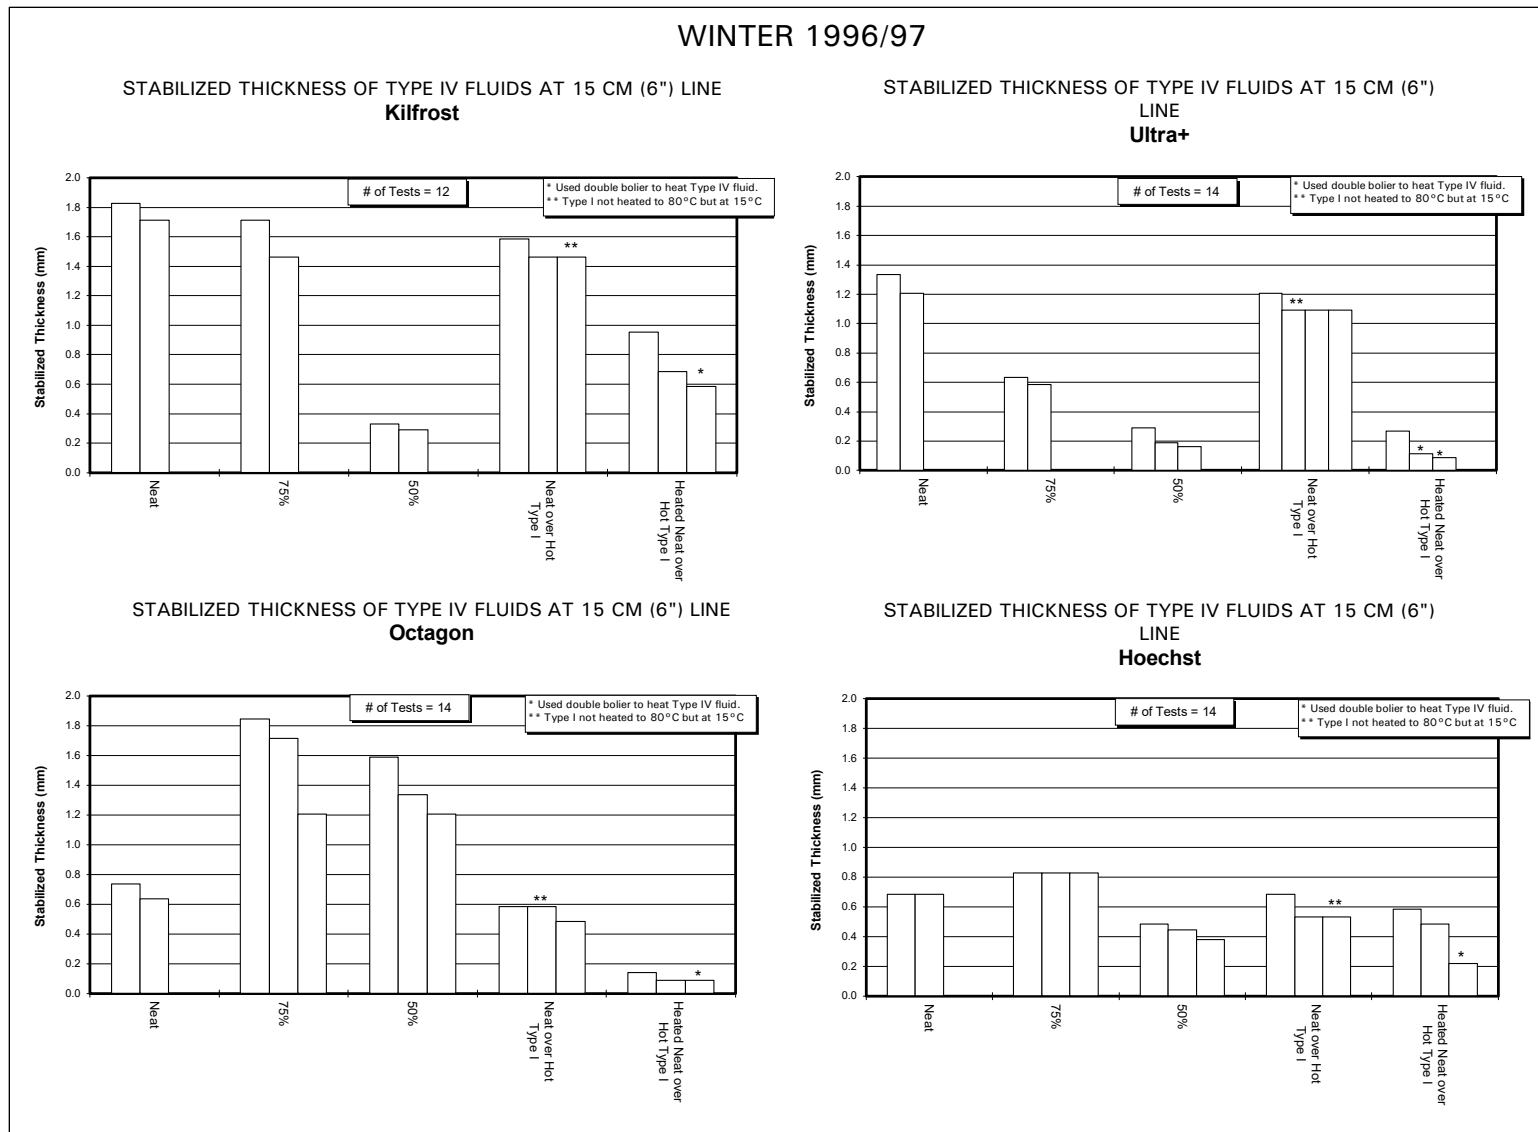 WINTER 1996/97
STABILIZED THICKNESS OF TYPE IV FLUIDS AT 15 CM (6") LINE
Kilfrost
# of Tests = 12
* Used double bolier to heat Type IV fluid.
** Type I not heated to 80°C but at 15°C
Stabilized Thickness (mm)
2.0
1.8
1.6
1.4
1.2
1.0
0.8
0.6
0.4
0.2
0.0
**
*
Neat
75%
50%
Neat over Hot
Type I
Heated Neat over
Hot Type I
STABILIZED THICKNESS OF TYPE IV FLUIDS AT 15 CM (6")
LINE
Ultra+
# of Tests = 14
* Used double bolier to heat Type IV fluid.
** Type I not heated to 80°C but at 15°C
Stabilized Thickness (mm)
2.0
1.8
1.6
1.4
1.2
1.0
0.8
0.6
0.4
0.2
0.0
**
*
*
Neat
75%
50%
Neat over Hot
Type I
Heated Neat over
Hot Type I
STABILIZED THICKNESS OF TYPE IV FLUIDS AT 15 CM (6") LINE
Octagon
# of Tests = 14
* Used double bolier to heat Type IV fluid.
** Type I not heated to 80°C but at 15°C
Stabilized Thickness (mm)
2.0
1.8
1.6
1.4
1.2
1.0
0.8
0.6
0.4
0.2
0.0
**
*
Neat
75%
50%
Neat over Hot
Type I
Heated Neat over
Hot Type I
STABILIZED THICKNESS OF TYPE IV FLUIDS AT 15 CM (6")
LINE
Hoechst
# of Tests = 14
* Used double bolier to heat Type IV fluid.
** Type I not heated to 80°C but at 15°C
Stabilized Thickness (mm)
2.0
1.8
1.6
1.4
1.2
1.0
0.8
0.6
0.4
0.2
0.0
**
*
Neat
75%
50%
Neat over Hot
Type I
Heated Neat over
Hot Type I